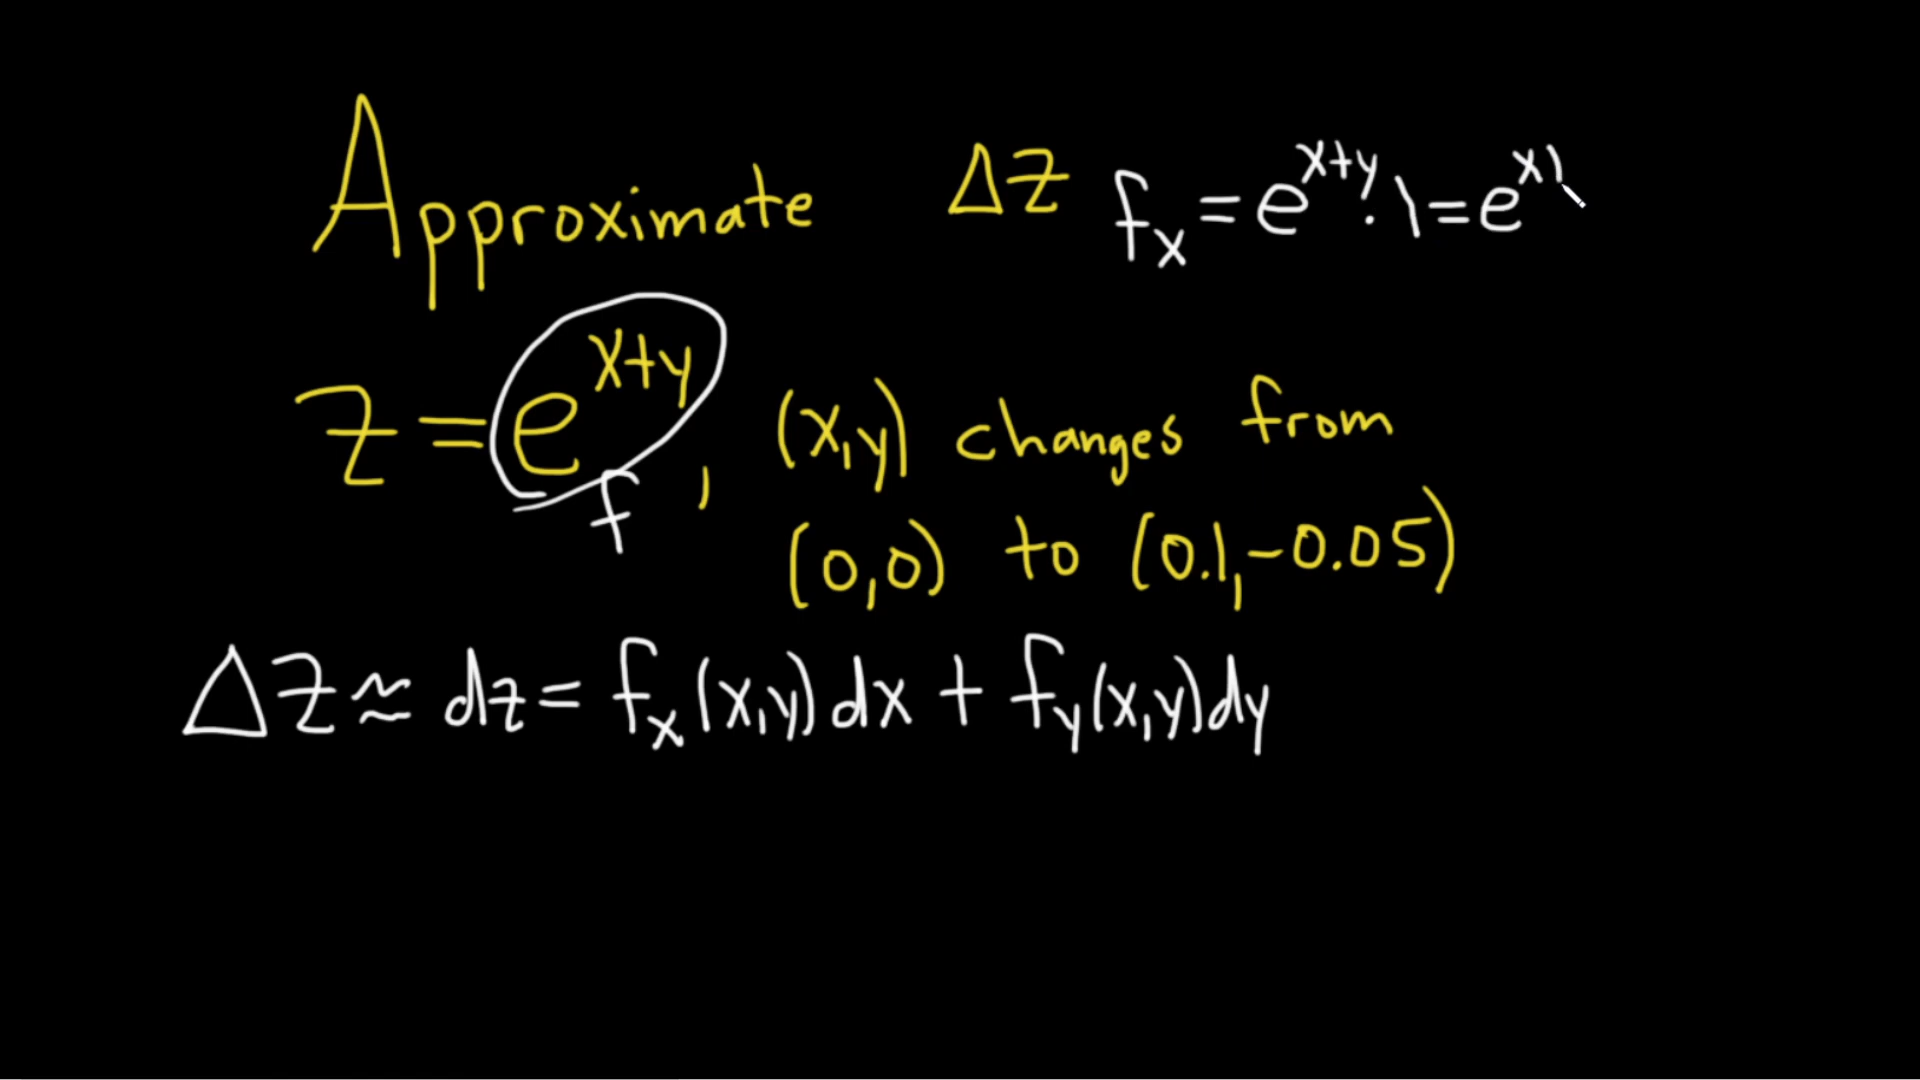 Approximate ΔZ
f_x = e^{x+y} · 1 = e^{x
Z = e^{x+y}, (x,y) changes from
f
(0,0) to (0.1,-0.05)
ΔZ ≈ dz = f_x(x,y)dx + f_y(x,y)dy